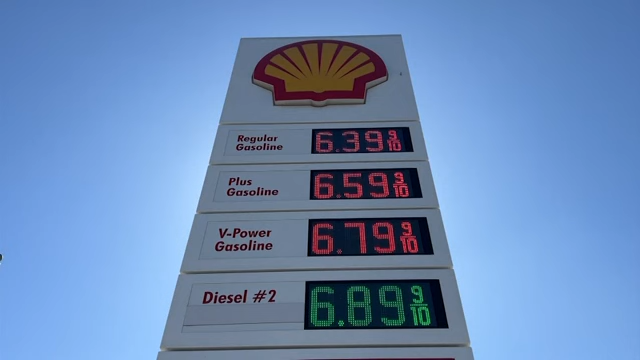 Regular
Gasoline
6.39 9/10
Plus
Gasoline
6.59 9/10
V-Power
Gasoline
6.79 9/10
Diesel #2
6.89 9/10